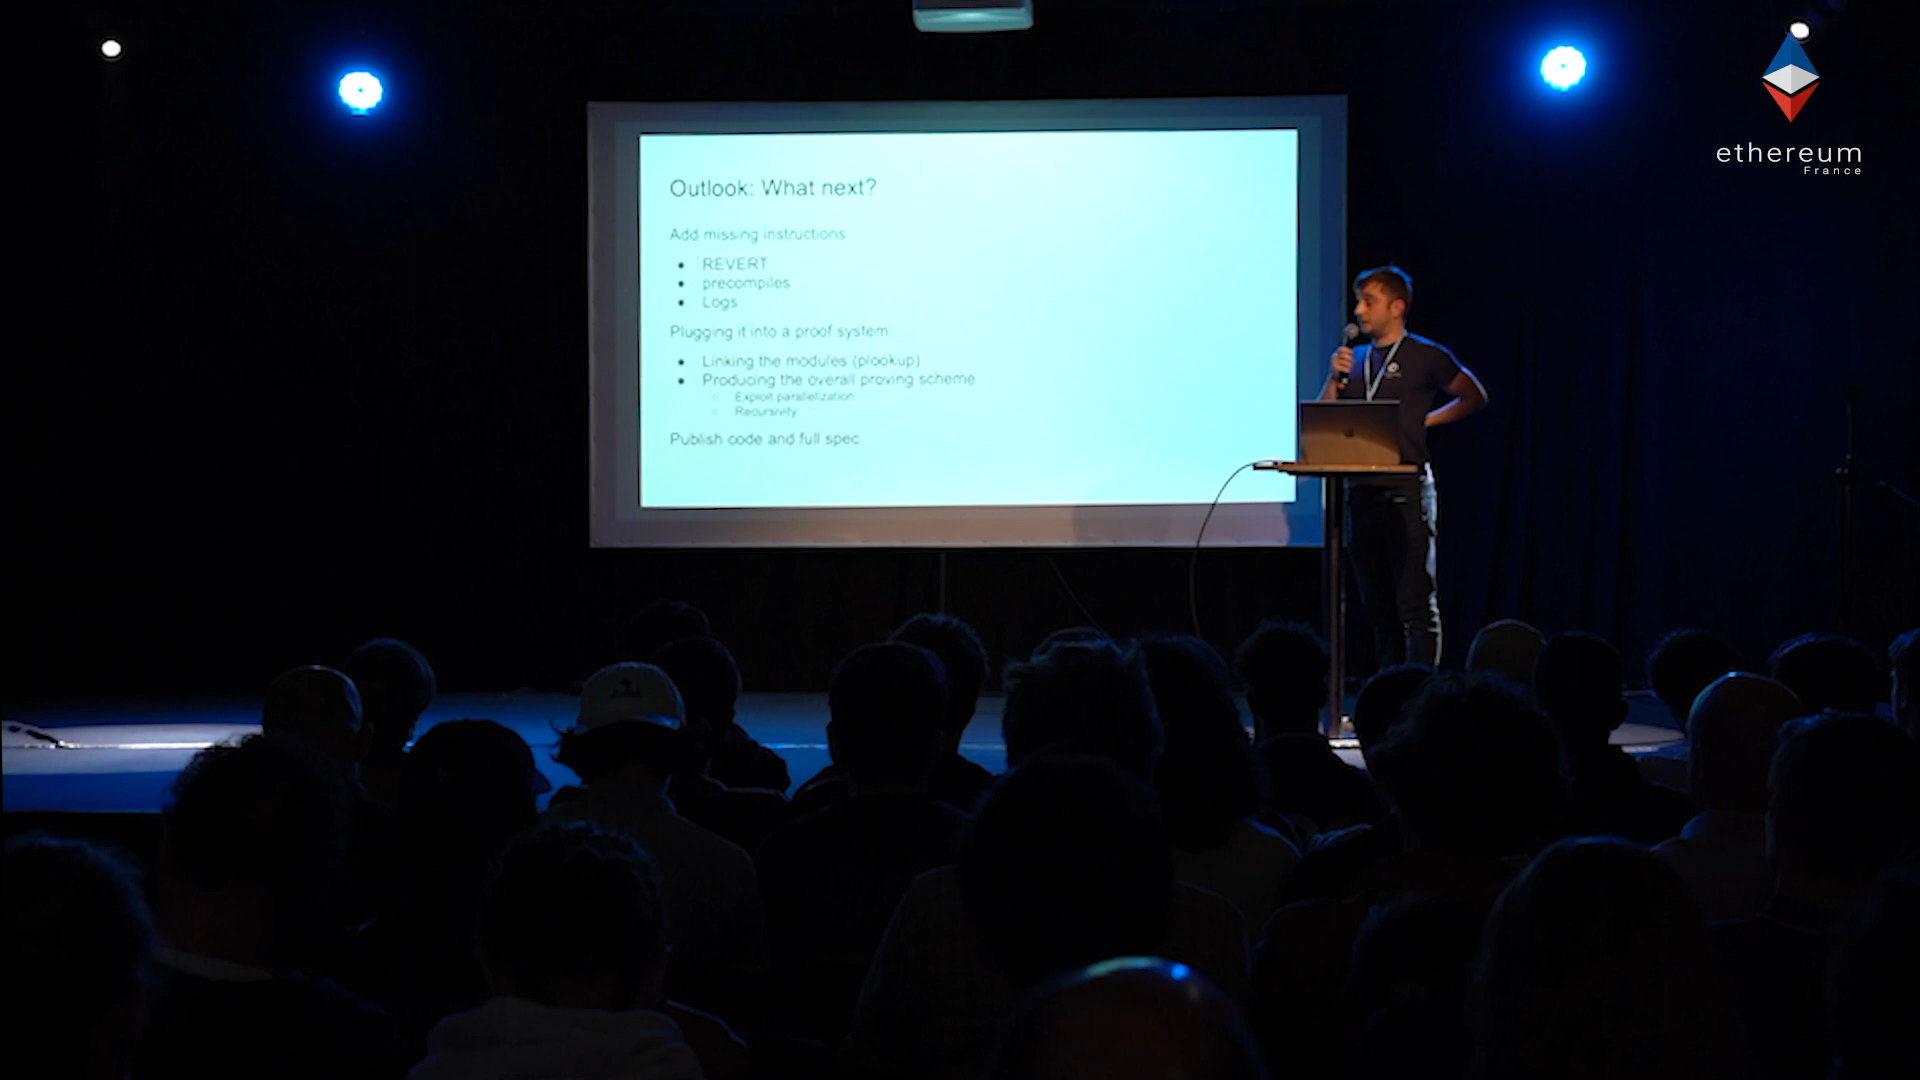 Outlook: What next?
Add missing instructions
REVERT
precompiles
Logs
Plugging it into a proof system:
Linking the modules (plookup)
Producing the overall proving scheme
Exploit parallelization
Recursivity
Publish code and full spec
ethereum
France